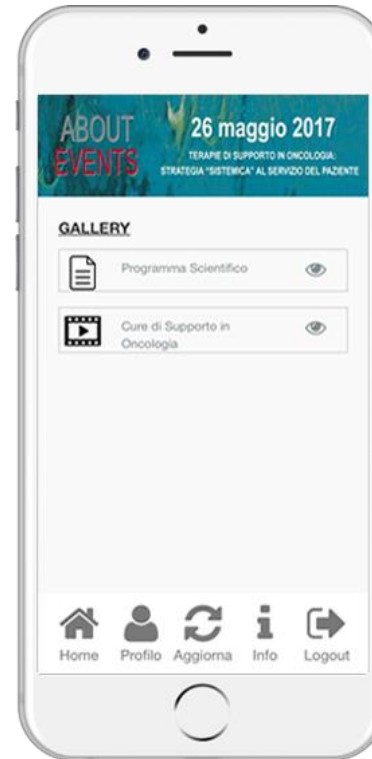 ABOUT
EVENTS
26 maggio 2017
TERAPIE DI SUPPORTO IN ONCOLOGIA:
STRATEGIA "SISTEMICA" AL SERVIZIO DEL PAZIENTE
GALLERY
Programma Scientifico
Cure di Supporto in
Oncologia
Home Profilo Aggiorna Info Logout